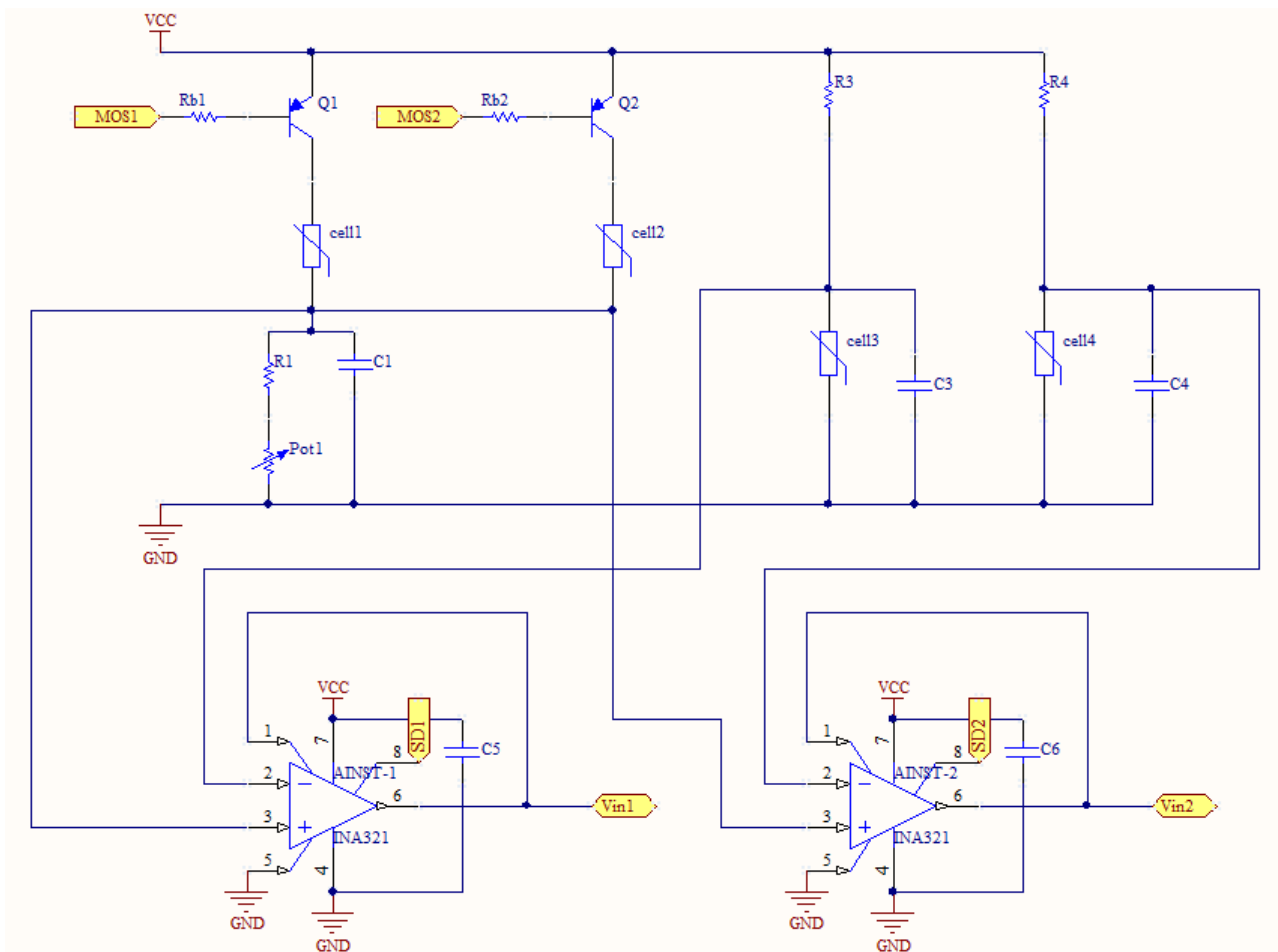 VCC
MOS1
Rb1
Q1
MOS2
Rb2
Q2
R3
R4
cell1
cell2
R1
C1
Pot1
cell3
C3
cell4
C4
GND
VCC
SD1
1
7
8
C5
2
AINST-1
6
Vin1
3
INA321
5
4
GND
GND
VCC
SD2
1
7
8
C6
2
AINST-2
6
Vin2
3
INA321
5
4
GND
GND